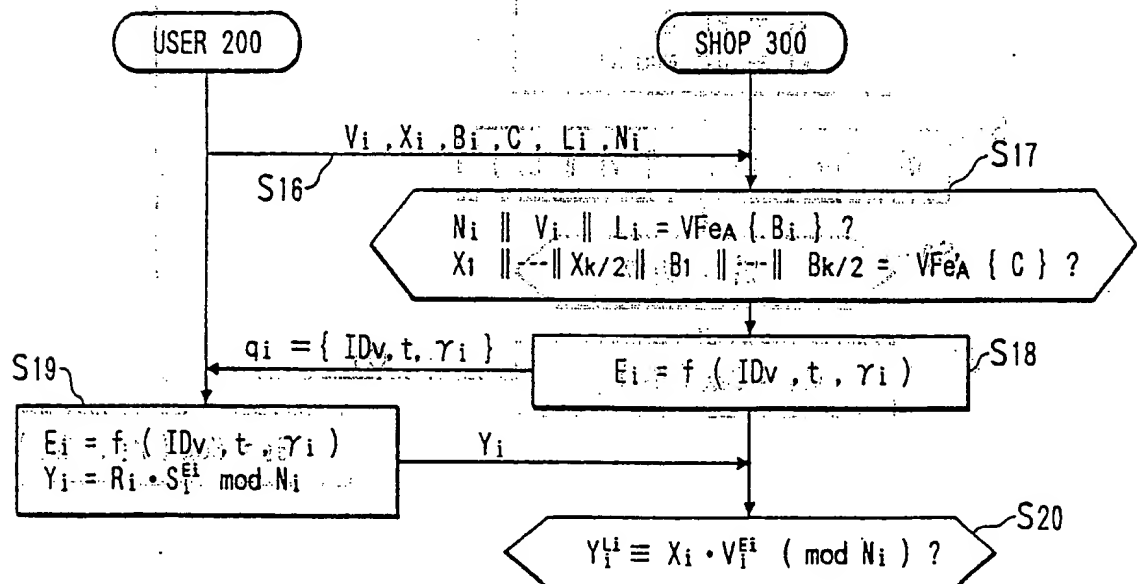 USER 200
SHOP 300
Vi , Xi , Bi , C , Li , Ni
S16
S17
Ni ‖ Vi ‖ Li = VFeA { Bi } ?
X1 ‖---‖ Xk/2 ‖ B1 ‖---‖ Bk/2 = VFe'A { C } ?
qi = { IDv, t, γi }
S18
Ei = f ( IDv , t , γi )
S19
Ei = f ( IDv , t , γi )
Yi = Ri · Si^Ei mod Ni
Yi
S20
Yi^Li ≡ Xi · Vi^Ei ( mod Ni ) ?